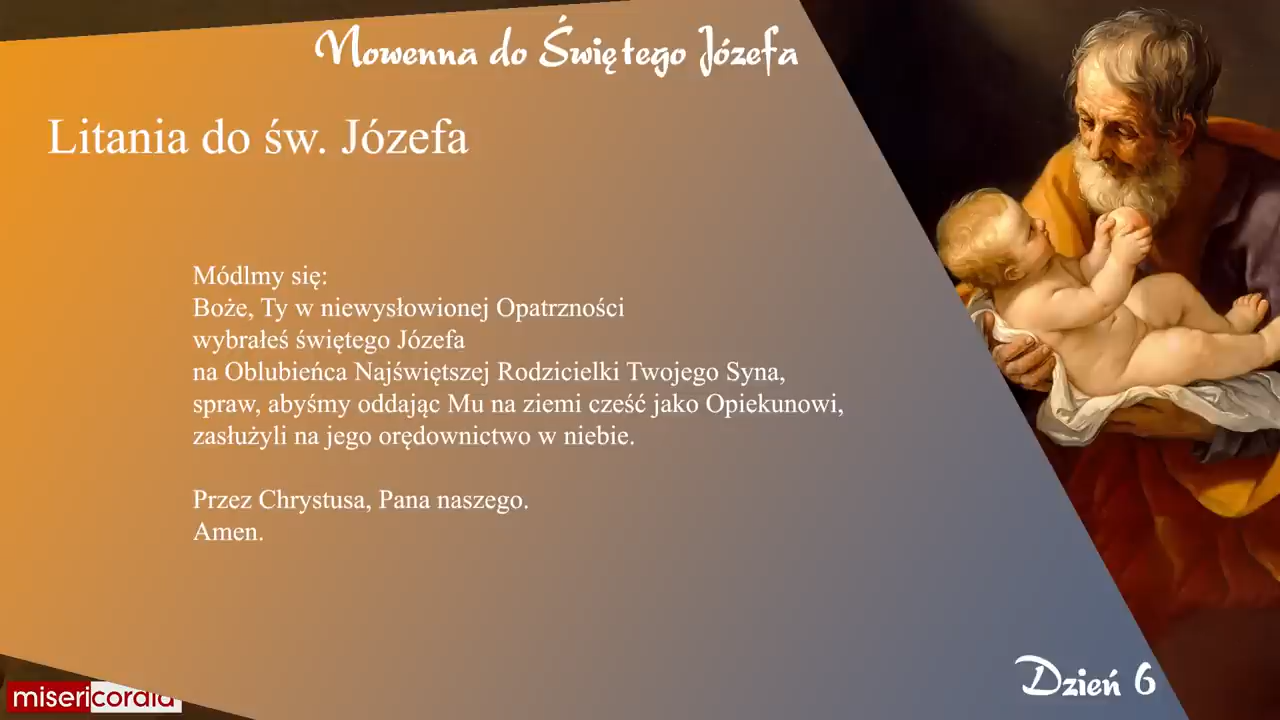 Nowenna do Świętego Józefa
Litania do św. Józefa
Módlmy się:
Boże, Ty w niewysłowionej Opatrzności
wybrałeś świętego Józefa
na Oblubieńca Najświętszej Rodzicielki Twojego Syna,
spraw, abyśmy oddając Mu na ziemi cześć jako Opiekunowi,
zasłużyli na jego orędownictwo w niebie.
Przez Chrystusa, Pana naszego.
Amen.
Dzień 6
misericordia